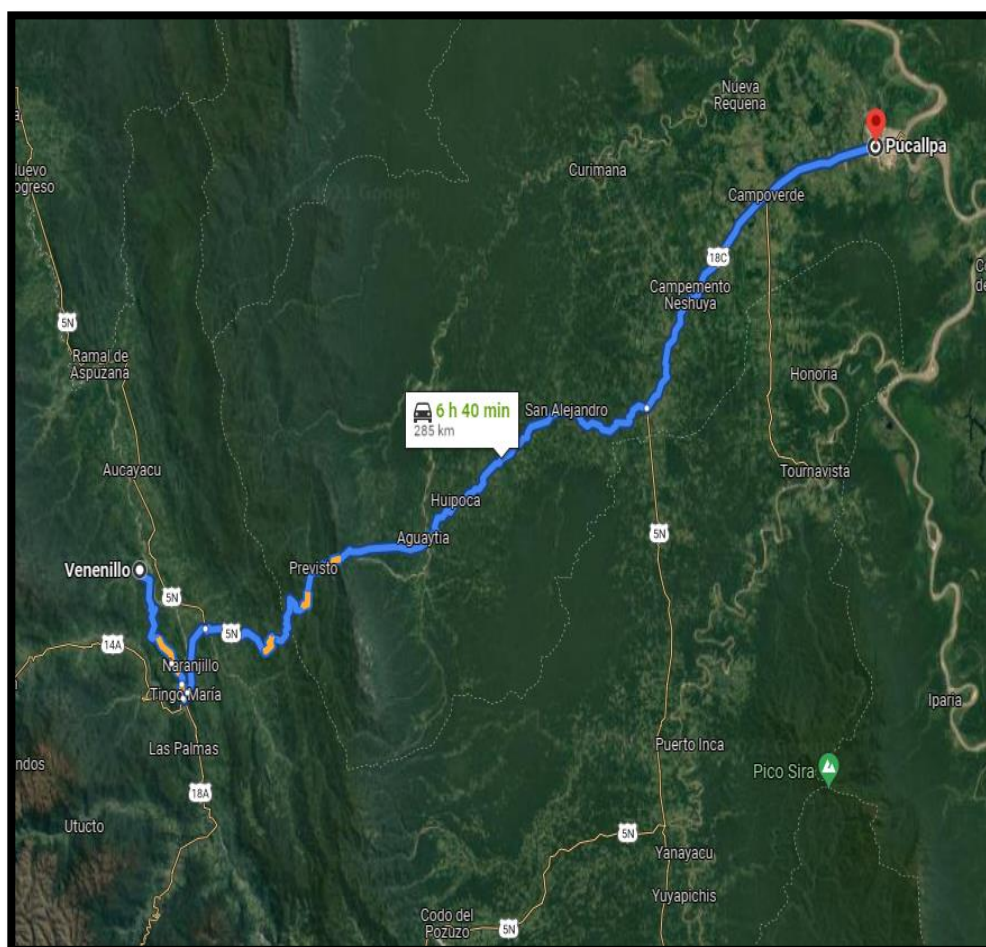 Nueva
Requena
Pucallpa
Nuevo
ogreso
Curimana
Campoverde
18C
Campemento
Neshuya
5N
Ramal de
Aspuzana
Honoria
6 h 40 min
285 km
San Alejandro
Aucayacu
Tournavista
Huipoca
Aguaytia
5N
Venenillo
Previsto
5N
5N
14A
Naranjillo
Tingo María
Iparia
Las Palmas
Puerto Inca
ndos
Pico Sira
18A
Utucto
5N
Yanayacu
Yuyapichis
Codo del
Pozuzo
5N